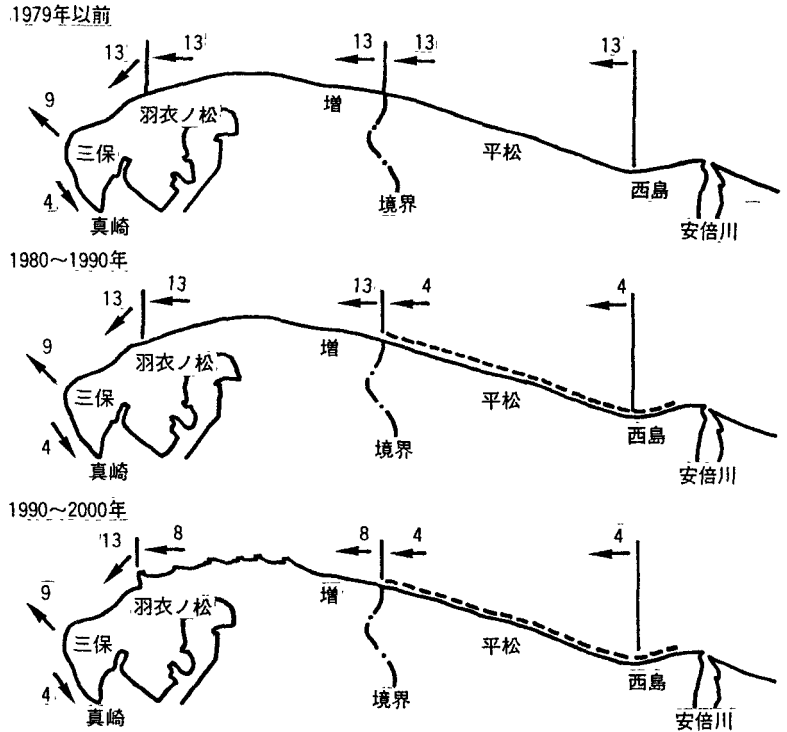 1979年以前
13 13 13 13 13
9
羽衣ノ松
増
三保
平松
4
西島
境界
真崎
安倍川
1980～1990年
13 13 13 4 4
9
羽衣ノ松
増
三保
平松
4
西島
境界
真崎
安倍川
1990～2000年
13 8 8 4 4
9
羽衣ノ松
増
三保
平松
4
西島
境界
真崎
安倍川